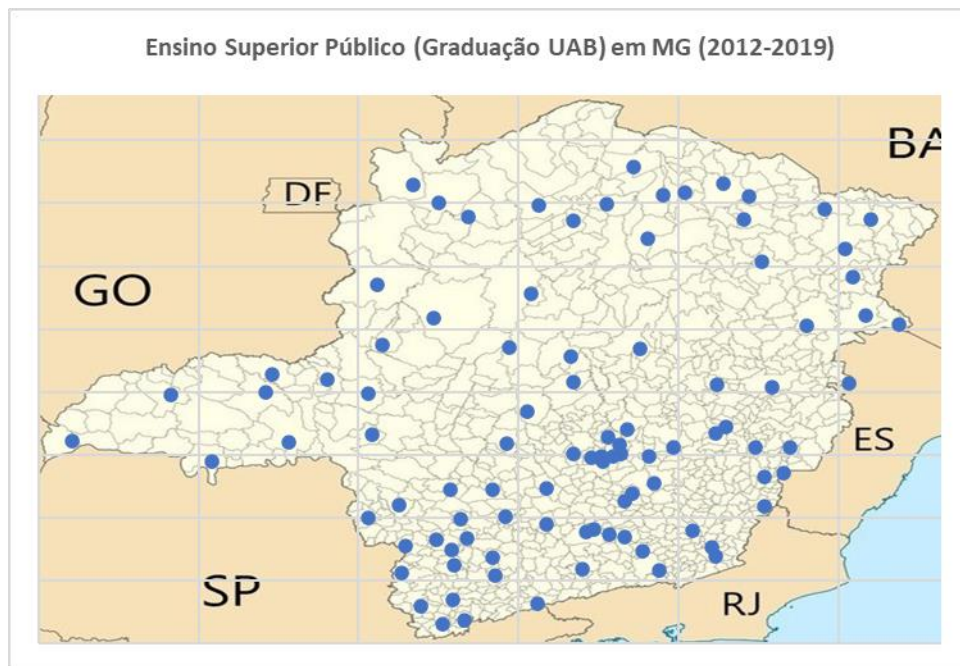 Ensino Superior Público (Graduação UAB) em MG (2012-2019)
BA
DF
GO
ES
SP
RJ